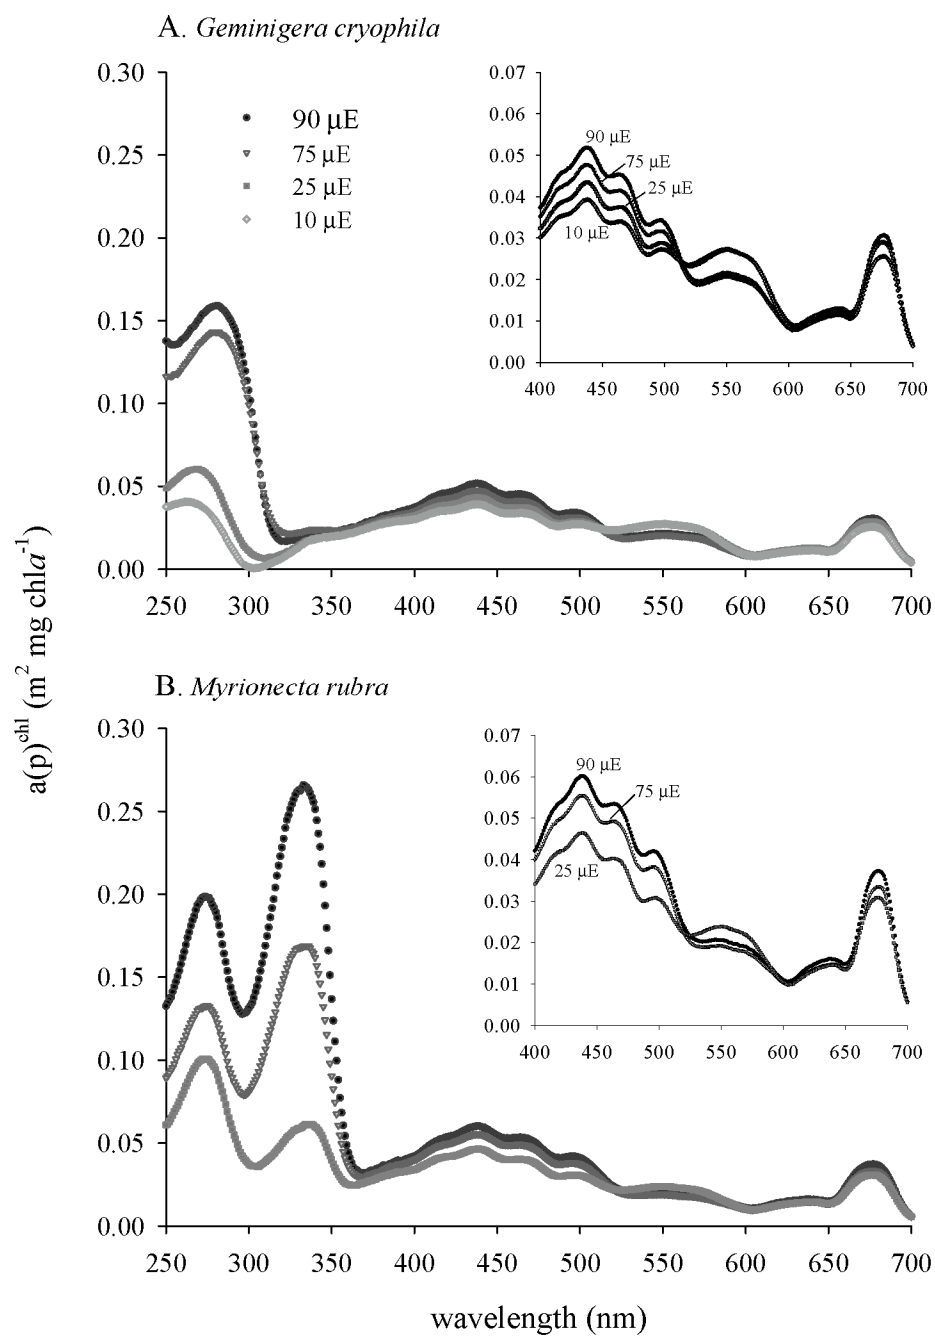 A. Geminigera cryophila
0.30
0.25
0.20
0.15
0.10
0.05
0.00
250 300 350 400 450 500 550 600 650 700
90 µE
75 µE
25 µE
10 µE
0.07
0.06
0.05
0.04
0.03
0.02
0.01
0.00
400 450 500 550 600 650 700
90 µE
75 µE
25 µE
10 µE
a(p)chl (m2 mg chla-1)
B. Myrionecta rubra
0.30
0.25
0.20
0.15
0.10
0.05
0.00
250 300 350 400 450 500 550 600 650 700
0.07
0.06
0.05
0.04
0.03
0.02
0.01
0.00
400 450 500 550 600 650 700
90 µE
75 µE
25 µE
wavelength (nm)